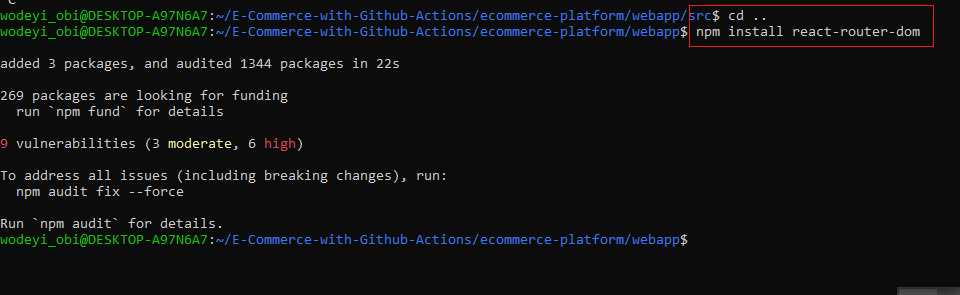 wodeyi_obi@DESKTOP-A97N6A7:~/E-Commerce-with-Github-Actions/ecommerce-platform/webapp/src$ cd ..
wodeyi_obi@DESKTOP-A97N6A7:~/E-Commerce-with-Github-Actions/ecommerce-platform/webapp$ npm install react-router-dom
added 3 packages, and audited 1344 packages in 22s
269 packages are looking for funding
run `npm fund` for details
9 vulnerabilities (3 moderate, 6 high)
To address all issues (including breaking changes), run:
npm audit fix --force
Run `npm audit` for details.
wodeyi_obi@DESKTOP-A97N6A7:~/E-Commerce-with-Github-Actions/ecommerce-platform/webapp$